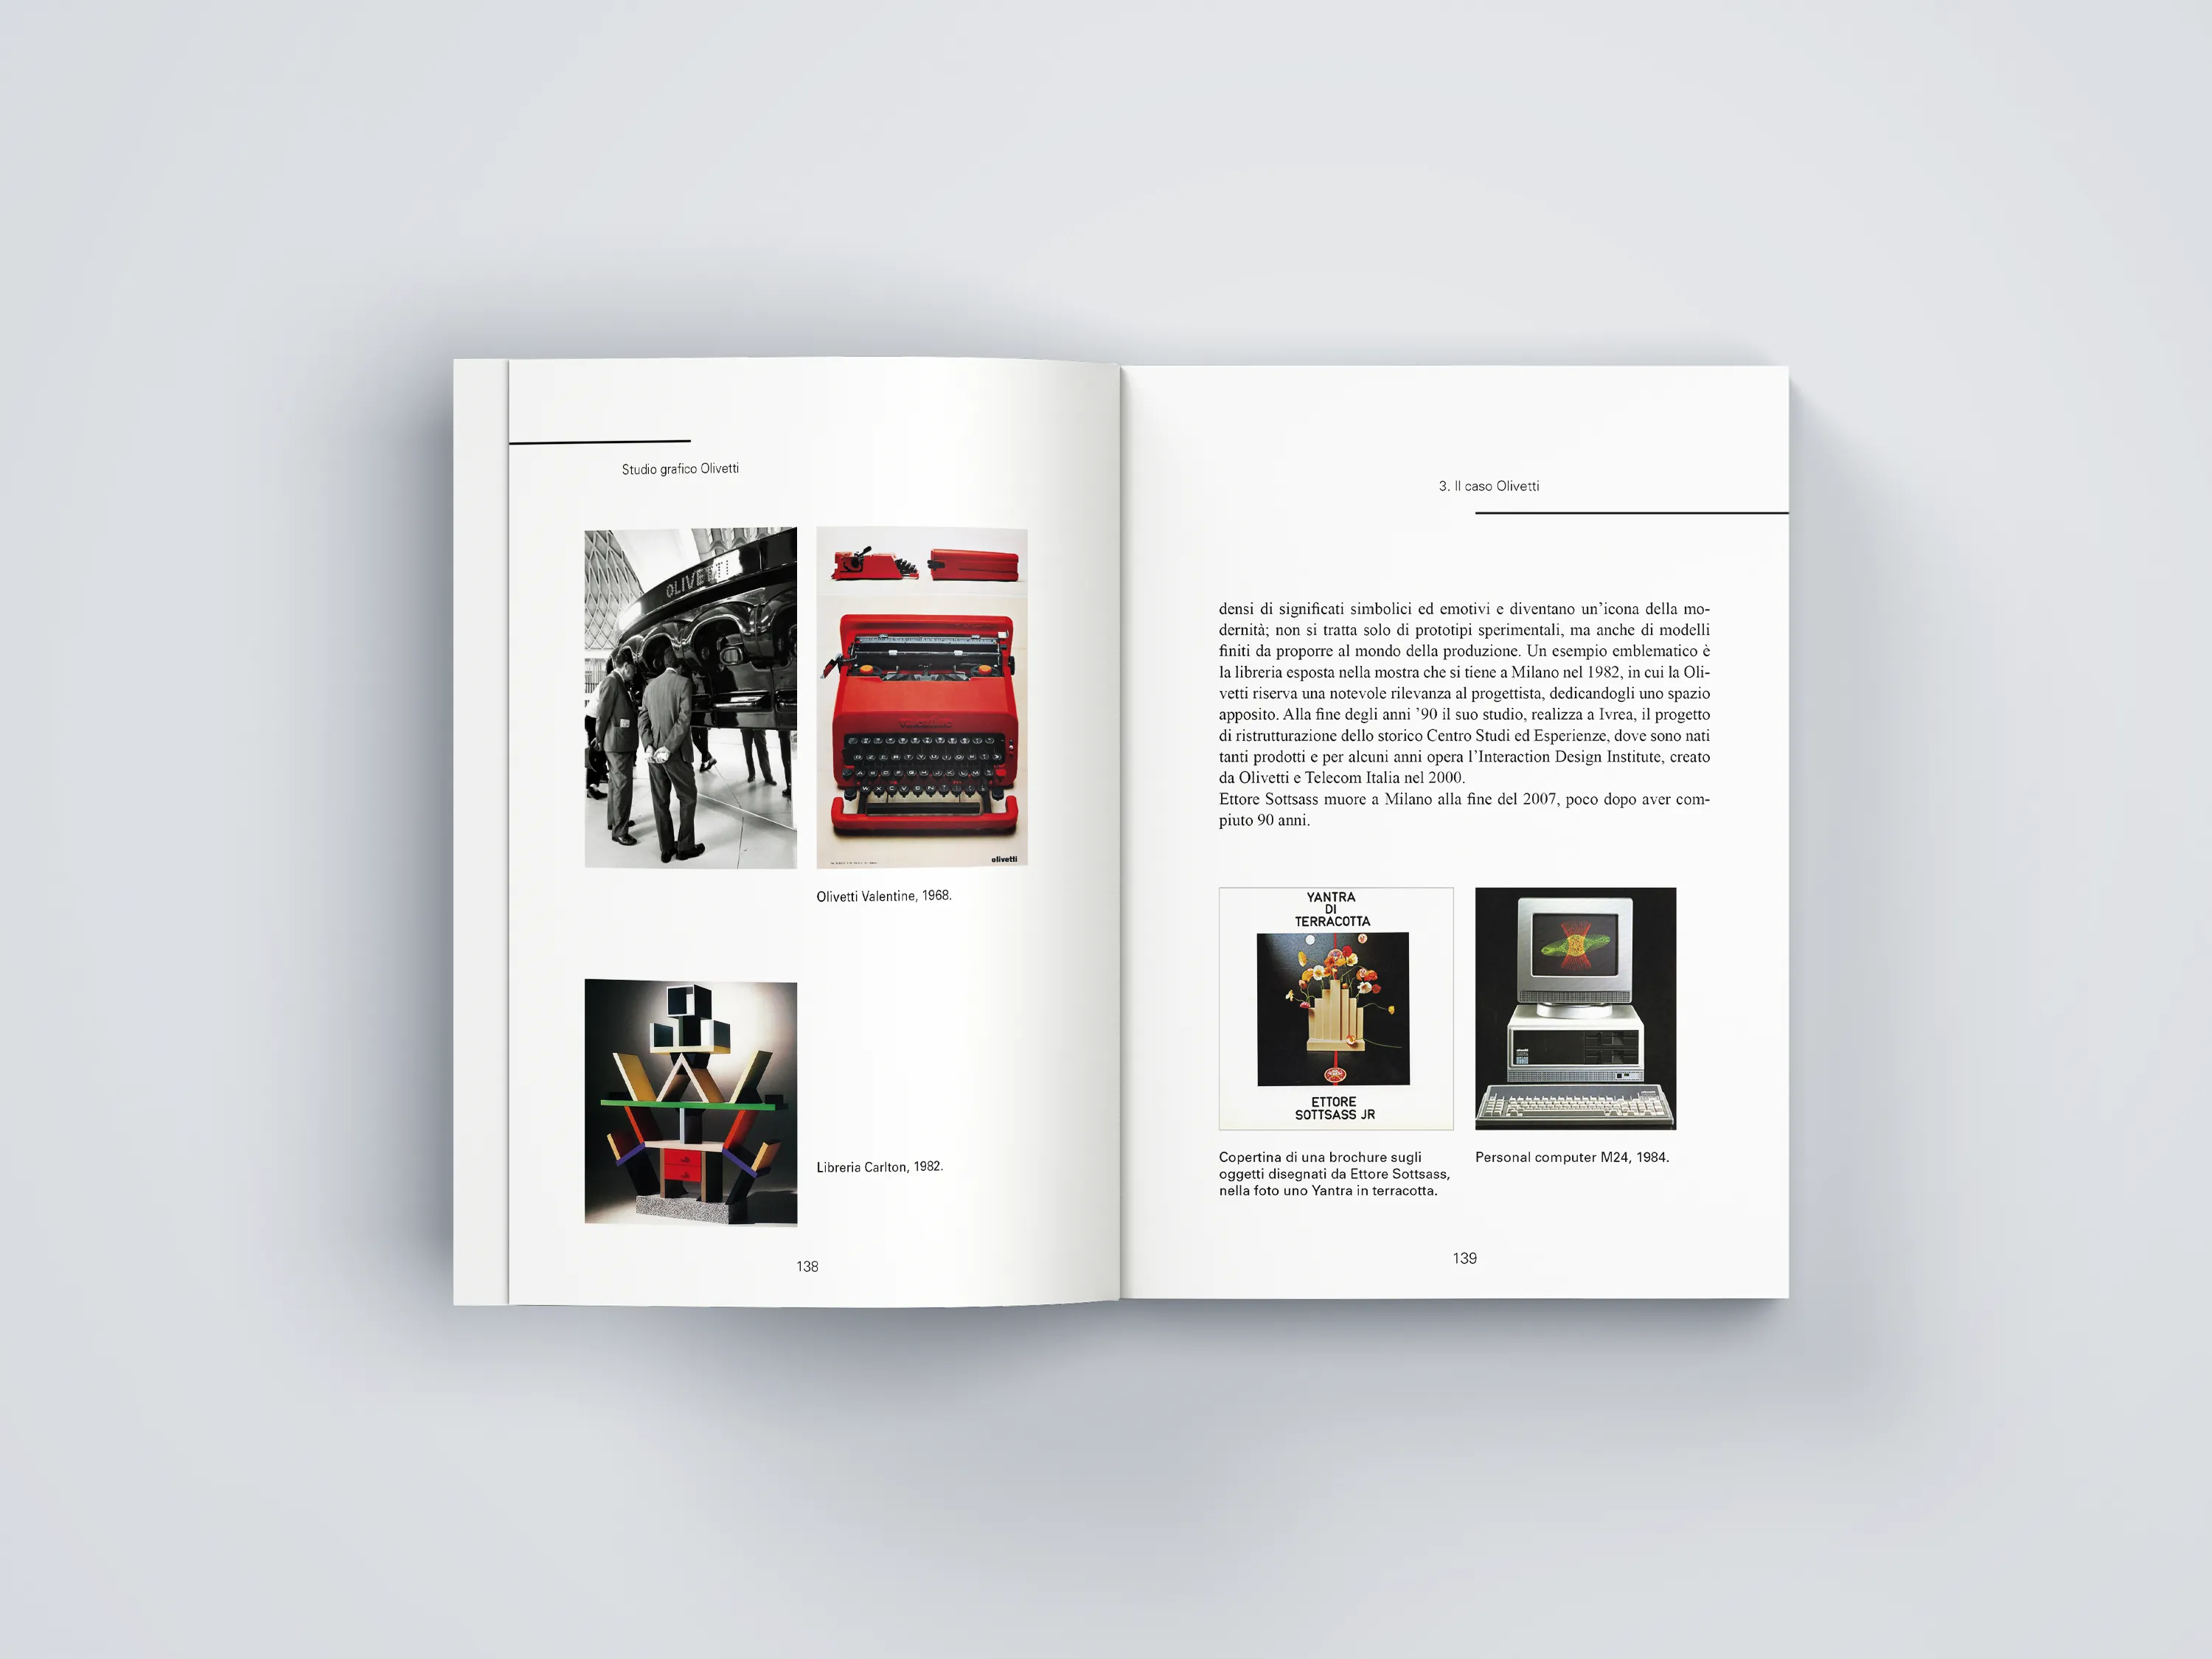 Studio grafico Olivetti
OLIVETTI
valentine
olivetti
Olivetti Valentine, 1968.
Libreria Carlton, 1982.
138
3. Il caso Olivetti
densi di significati simbolici ed emotivi e diventano un’icona della mo-
dernità; non si tratta solo di prototipi sperimentali, ma anche di modelli
finiti da proporre al mondo della produzione. Un esempio emblematico è
la libreria esposta nella mostra che si tiene a Milano nel 1982, in cui la Oli-
vetti riserva una notevole rilevanza al progettista, dedicandogli uno spazio
apposito. Alla fine degli anni ’90 il suo studio, realizza a Ivrea, il progetto
di ristrutturazione dello storico Centro Studi ed Esperienze, dove sono nati
tanti prodotti e per alcuni anni opera l’Interaction Design Institute, creato
da Olivetti e Telecom Italia nel 2000.
Ettore Sottsass muore a Milano alla fine del 2007, poco dopo aver com-
piuto 90 anni.
YANTRA
DI
TERRACOTTA
ETTORE
SOTTSASS JR
Copertina di una brochure sugli
oggetti disegnati da Ettore Sottsass,
nella foto uno Yantra in terracotta.
olivetti
Personal computer M24, 1984.
139